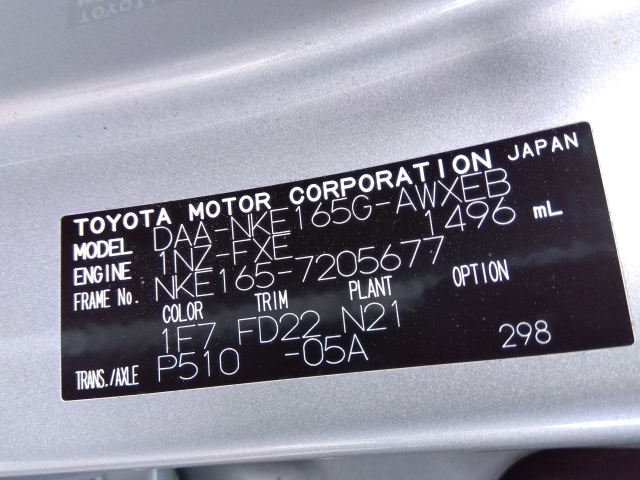 TOYOTA MOTOR CORPORATION JAPAN
MODEL DAA-NKE165G-AWXEB
ENGINE 1NZ-FXE 1496 mL
FRAME No. NKE165-7205677
COLOR TRIM PLANT OPTION
1F7 FD22 N21
TRANS./AXLE P510 -05A 298